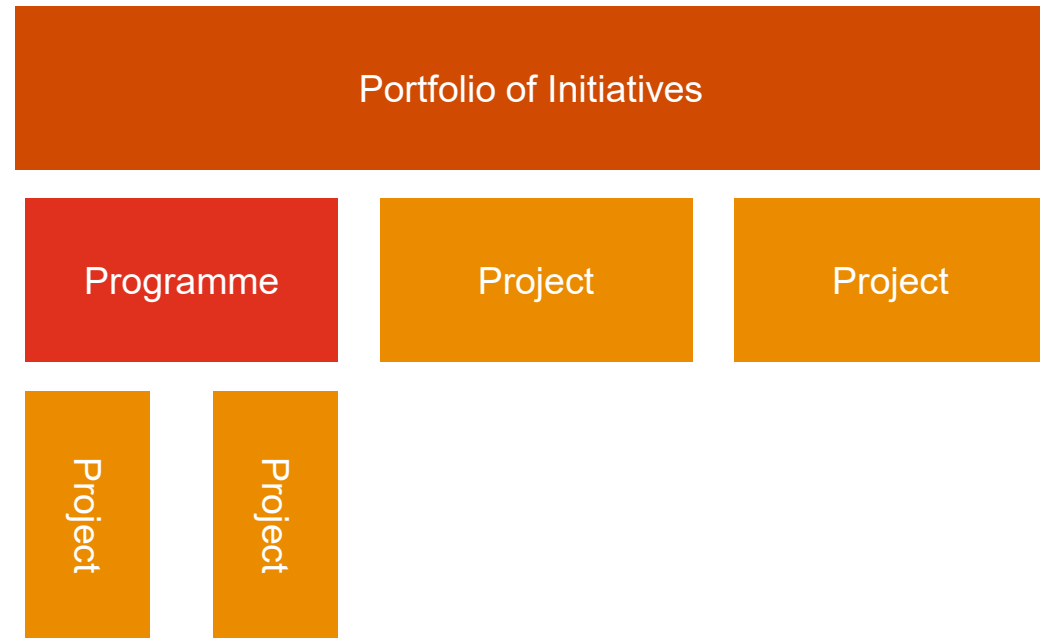 Portfolio of Initiatives
Programme
Project
Project
Project
Project